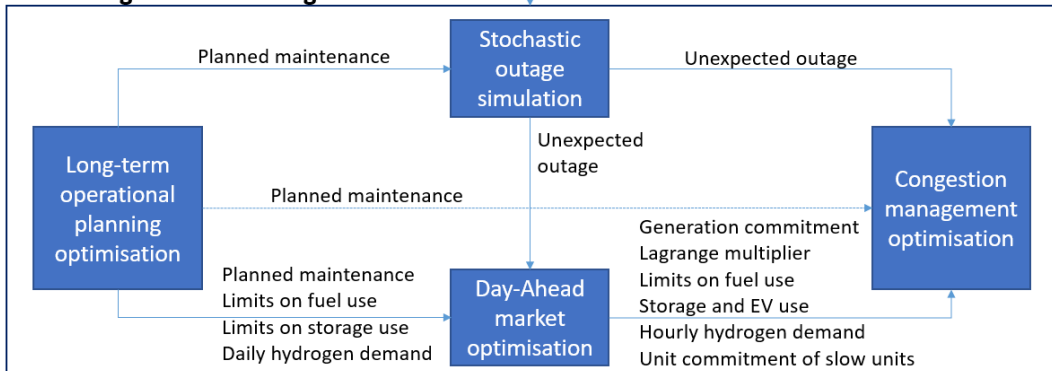 Planned maintenance
Stochastic
outage
simulation
Unexpected outage
Unexpected
outage
Long-term
operational
planning
optimisation
Planned maintenance
Congestion
management
optimisation
Planned maintenance
Limits on fuel use
Limits on storage use
Daily hydrogen demand
Day-Ahead
market
optimisation
Generation commitment
Lagrange multiplier
Limits on fuel use
Storage and EV use
Hourly hydrogen demand
Unit commitment of slow units